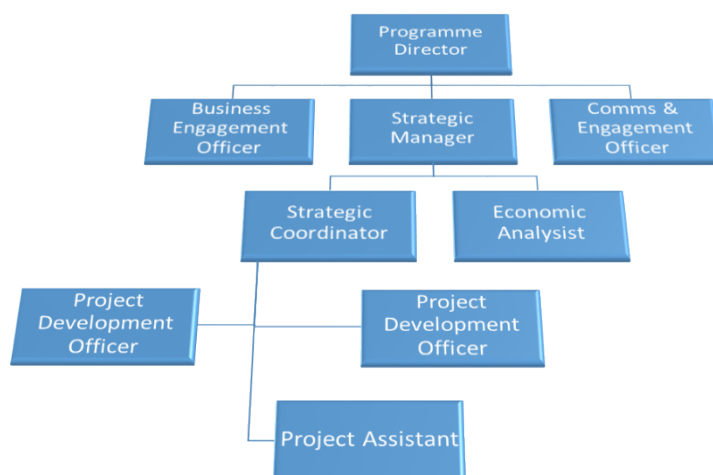 Programme
Director
Business
Engagement
Officer
Strategic
Manager
Comms &
Engagement
Officer
Strategic
Coordinator
Economic
Analysist
Project
Development
Officer
Project
Development
Officer
Project Assistant